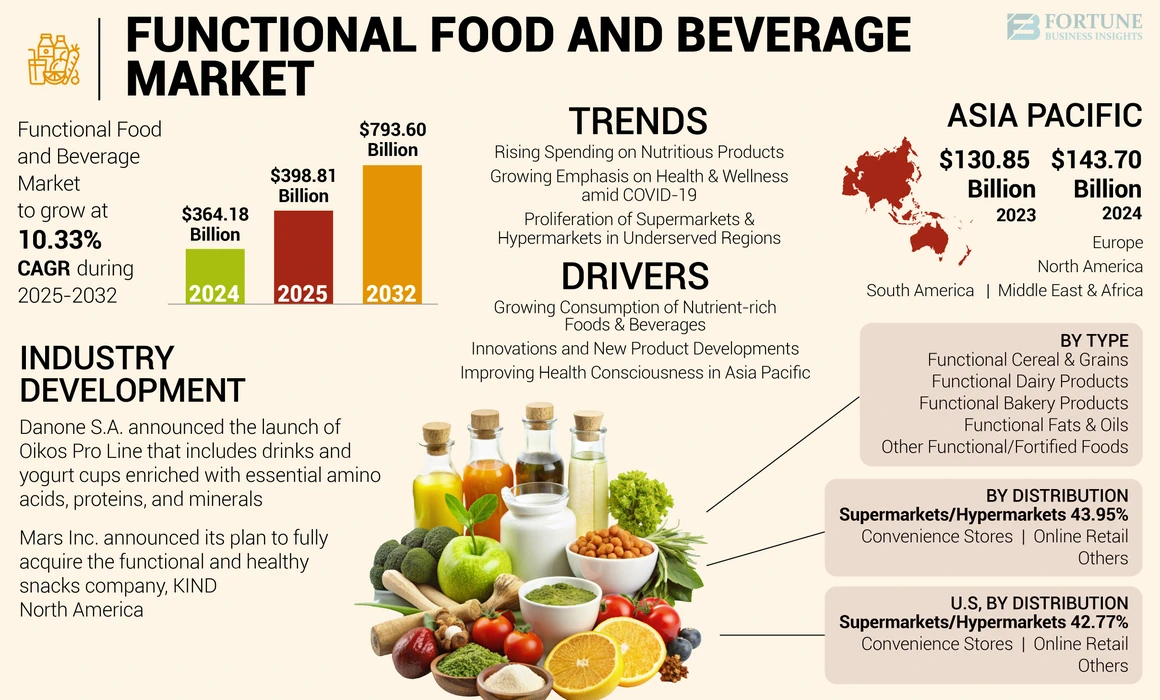 FUNCTIONAL FOOD AND BEVERAGE
MARKET
FORTUNE
BUSINESS INSIGHTS
Functional Food
and Beverage
Market
to grow at
10.33%
CAGR during
2025-2032
$364.18
Billion
2024
$398.81
Billion
2025
$793.60
Billion
2032
INDUSTRY
DEVELOPMENT
Danone S.A. announced the launch of
Oikos Pro Line that includes drinks and
yogurt cups enriched with essential amino
acids, proteins, and minerals
Mars Inc. announced its plan to fully
acquire the functional and healthy
snacks company, KIND
North America
TRENDS
Rising Spending on Nutritious Products
Growing Emphasis on Health & Wellness
amid COVID-19
Proliferation of Supermarkets &
Hypermarkets in Underserved Regions
DRIVERS
Growing Consumption of Nutrient-rich
Foods & Beverages
Innovations and New Product Developments
Improving Health Consciousness in Asia Pacific
ASIA PACIFIC
$130.85
Billion
2023
$143.70
Billion
2024
Europe
North America
South America | Middle East & Africa
BY TYPE
Functional Cereal & Grains
Functional Dairy Products
Functional Bakery Products
Functional Fats & Oils
Other Functional/Fortified Foods
BY DISTRIBUTION
Supermarkets/Hypermarkets 43.95%
Convenience Stores | Online Retail
Others
U.S, BY DISTRIBUTION
Supermarkets/Hypermarkets 42.77%
Convenience Stores | Online Retail
Others